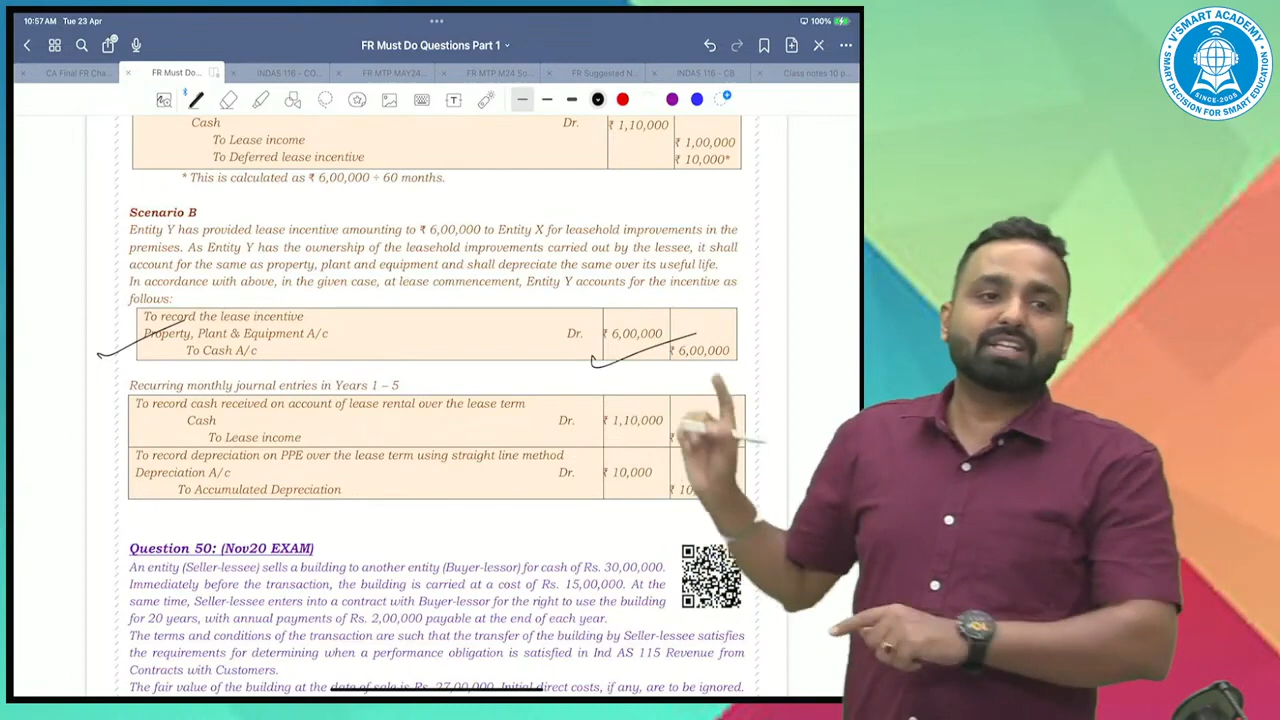 10:57AM Tue 23 Apr
100%
FR Must Do Questions Part 1
CA Final FR Cha...
FR Must Do...
INDAS 116 - CO...
FR MTP MAY24...
FR MTP M24 So...
FR Suggested N...
INDAS 116 - CB
Class notes 10 p...
Cash Dr. ₹ 1,10,000
To Lease income ₹ 1,00,000
To Deferred lease incentive ₹ 10,000*
* This is calculated as ₹ 6,00,000 ÷ 60 months.
Scenario B
Entity Y has provided lease incentive amounting to ₹ 6,00,000 to Entity X for leasehold improvements in the
premises. As Entity Y has the ownership of the leasehold improvements carried out by the lessee, it shall
account for the same as property, plant and equipment and shall depreciate the same over its useful life.
In accordance with above, in the given case, at lease commencement, Entity Y accounts for the incentive as
follows:
To record the lease incentive
Property, Plant & Equipment A/c Dr. ₹ 6,00,000
To Cash A/c ₹ 6,00,000
Recurring monthly journal entries in Years 1 – 5
To record cash received on account of lease rental over the lease term
Cash Dr. ₹ 1,10,000
To Lease income ₹
To record depreciation on PPE over the lease term using straight line method
Depreciation A/c Dr. ₹ 10,000
To Accumulated Depreciation ₹ 10,
Question 50: (Nov20 EXAM)
An entity (Seller-lessee) sells a building to another entity (Buyer-lessor) for cash of Rs. 30,00,000.
Immediately before the transaction, the building is carried at a cost of Rs. 15,00,000. At the
same time, Seller-lessee enters into a contract with Buyer-lessor for the right to use the building
for 20 years, with annual payments of Rs. 2,00,000 payable at the end of each year.
The terms and conditions of the transaction are such that the transfer of the building by Seller-lessee satisfies
the requirements for determining when a performance obligation is satisfied in Ind AS 115 Revenue from
Contracts with Customers.
The fair value of the building at the date of sale is Rs. 27,00,000. Initial direct costs, if any, are to be ignored.
V'SMART ACADEMY
SMART DECISION FOR SMART EDUCATION
SINCE-2008